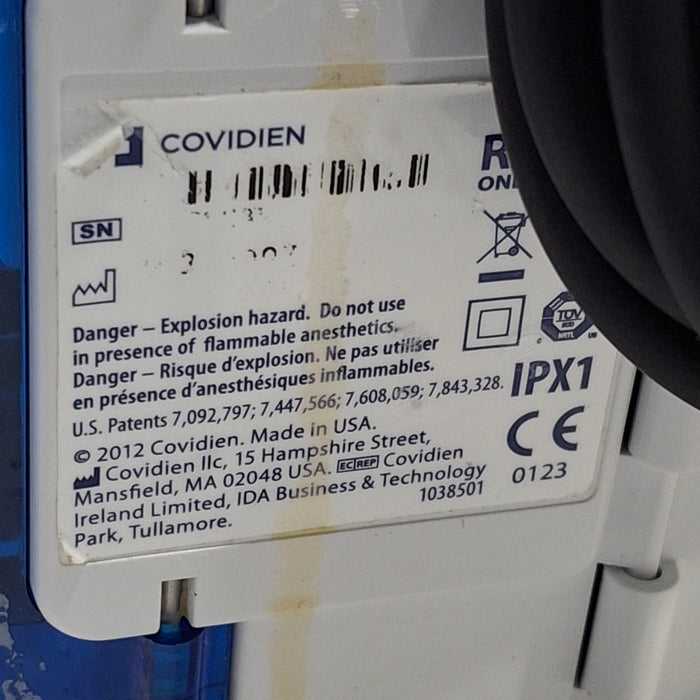 COVIDIEN
SN
Danger – Explosion hazard. Do not use
in presence of flammable anesthetics.
Danger – Risque d'explosion. Ne pas utiliser
en présence d'anesthésiques inflammables.
U.S. Patents 7,092,797; 7,447,566; 7,608,059; 7,843,328.
© 2012 Covidien. Made in USA.
Covidien llc, 15 Hampshire Street,
Mansfield, MA 02048 USA. EC REP Covidien
Ireland Limited, IDA Business & Technology
Park, Tullamore.
1038501
TÜV
IPX1
CE
0123